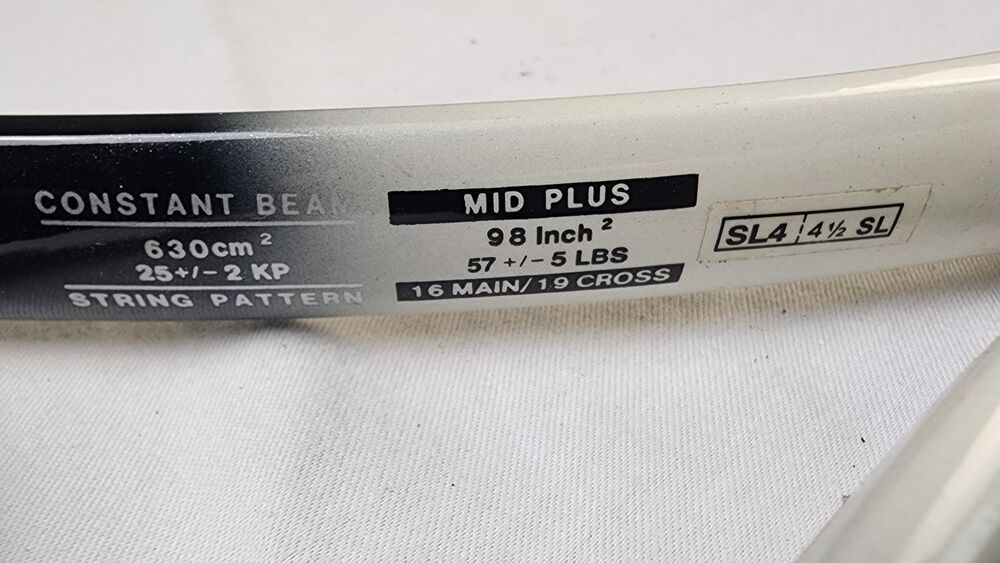 CONSTANT BEAM
630cm²
25+/-2 KP
STRING PATTERN
MID PLUS
98 Inch²
57 +/- 5 LBS
16 MAIN/19 CROSS
SL4 4½ SL